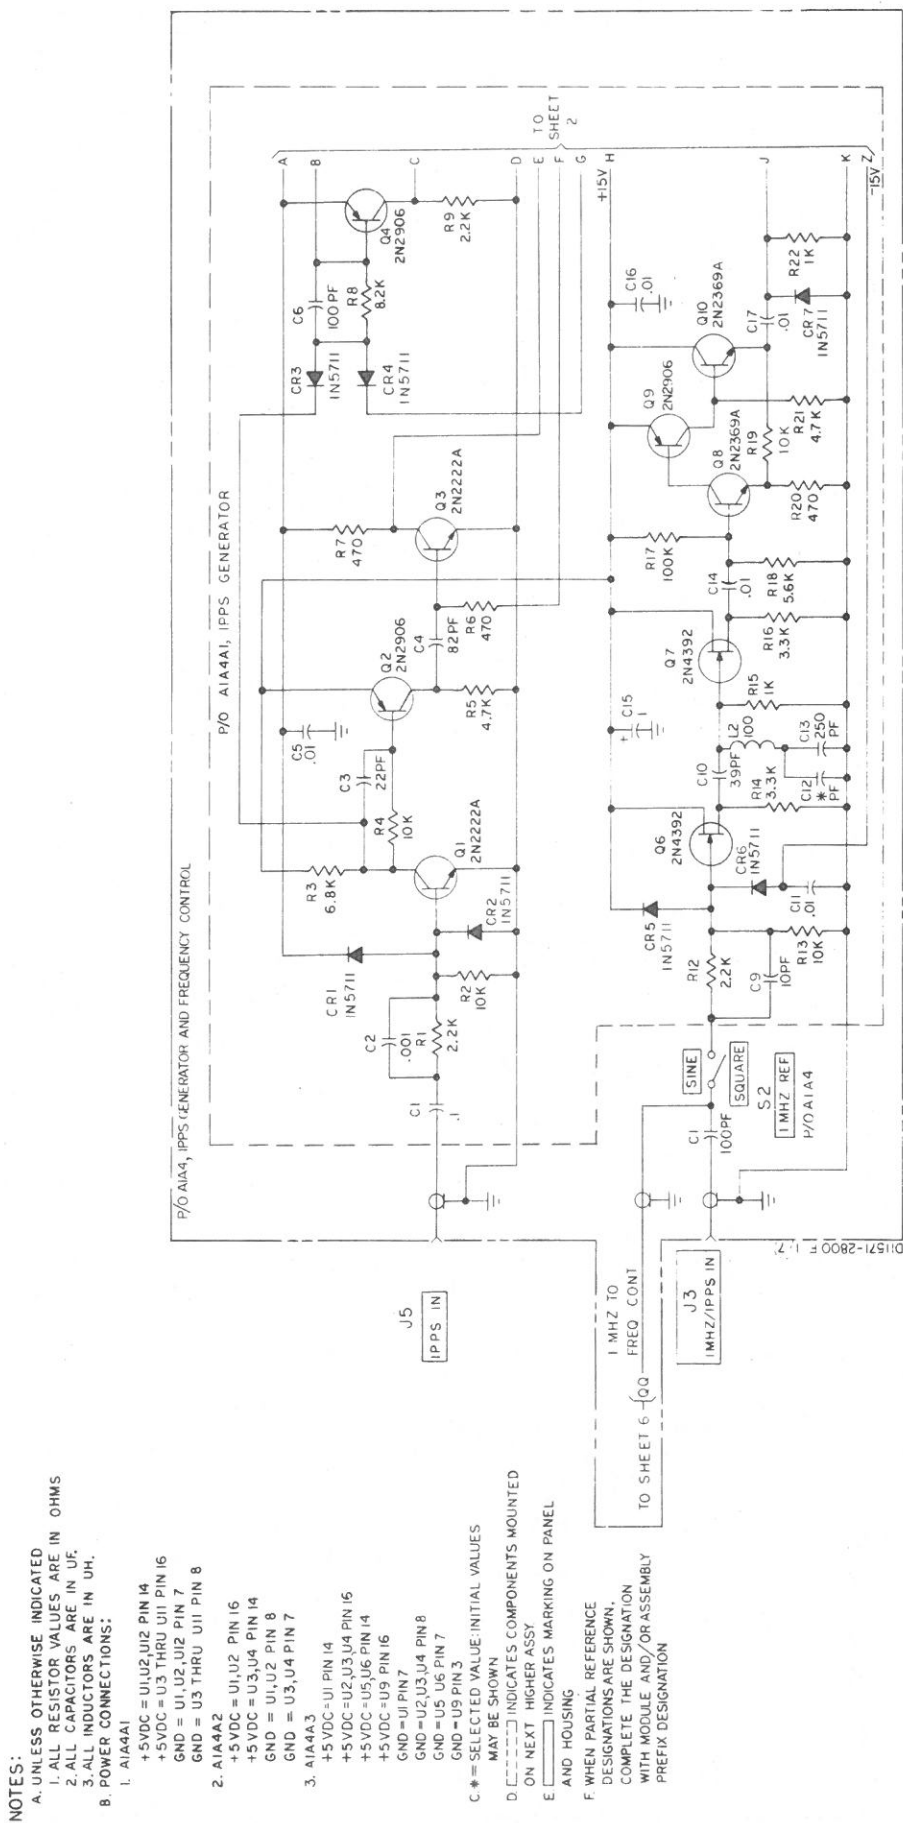 NOTES:
A. UNLESS OTHERWISE INDICATED
1. ALL RESISTOR VALUES ARE IN OHMS
2. ALL CAPACITORS ARE IN UF.
3. ALL INDUCTORS ARE IN UH.
B. POWER CONNECTIONS:
1. A1A4A1
+5VDC = U1,U2,U12 PIN 14
+5VDC = U3 THRU U11 PIN 16
GND = U1, U2, U12 PIN 7
GND = U3 THRU U11 PIN 8
2. A1A4A2
+5VDC = U1, U2 PIN 16
+5VDC = U3,U4 PIN 14
GND = U1,U2 PIN 8
GND = U3,U4 PIN 7
3. A1A4A3
+5VDC=U1 PIN 14
+5VDC=U2,U3,U4 PIN 16
+5VDC=U5,U6 PIN 14
+5VDC=U9 PIN 16
GND=U1 PIN 7
GND=U2,U3,U4 PIN 8
GND=U5 U6 PIN 7
GND=U9 PIN 3
C. *=SELECTED VALUE:INITIAL VALUES
MAY BE SHOWN
D. INDICATES COMPONENTS MOUNTED
ON NEXT HIGHER ASSY
E. INDICATES MARKING ON PANEL
AND HOUSING
F. WHEN PARTIAL REFERENCE
DESIGNATIONS ARE SHOWN,
COMPLETE THE DESIGNATION
WITH MODULE AND/OR ASSEMBLY
PREFIX DESIGNATION
P/O A1A4, 1PPS GENERATOR AND FREQUENCY CONTROL
P/O A1A4A1, 1PPS GENERATOR
J5
1PPS IN
C1
.1
C2
.001
R1
2.2K
R2
10K
CR1
1N5711
CR2
1N5711
R3
6.8K
R4
10K
C3
22PF
Q1
2N2222A
C5
.01
Q2
2N2906
R5
4.7K
C4
82PF
R6
470
R7
470
Q3
2N2222A
CR3
1N5711
CR4
1N5711
C6
100PF
R8
8.2K
Q4
2N2906
R9
2.2K
A
B
C
D
E
F
G
H
J
K
Z
TO
SHEET
2
+15V
-15V
1 MHZ TO
FREQ CONT
TO SHEET 6
QQ
J3
1MHZ/1PPS IN
C1
100PF
SINE
SQUARE
S2
1 MHZ REF
P/O A1A4
R12
2.2K
C9
10PF
R13
10K
CR5
1N5711
CR6
1N5711
C11
.01
Q6
2N4392
R14
3.3K
C10
39PF
L2
100
C12
*
PF
C13
250
PF
C15
1
+
R15
1K
Q7
2N4392
R16
3.3K
C14
.01
R17
100K
R18
5.6K
Q8
2N2369A
Q9
2N2906
R19
10K
R20
470
R21
4.7K
Q10
2N2369A
C16
.01
C17
.01
CR7
1N5711
R22
1K